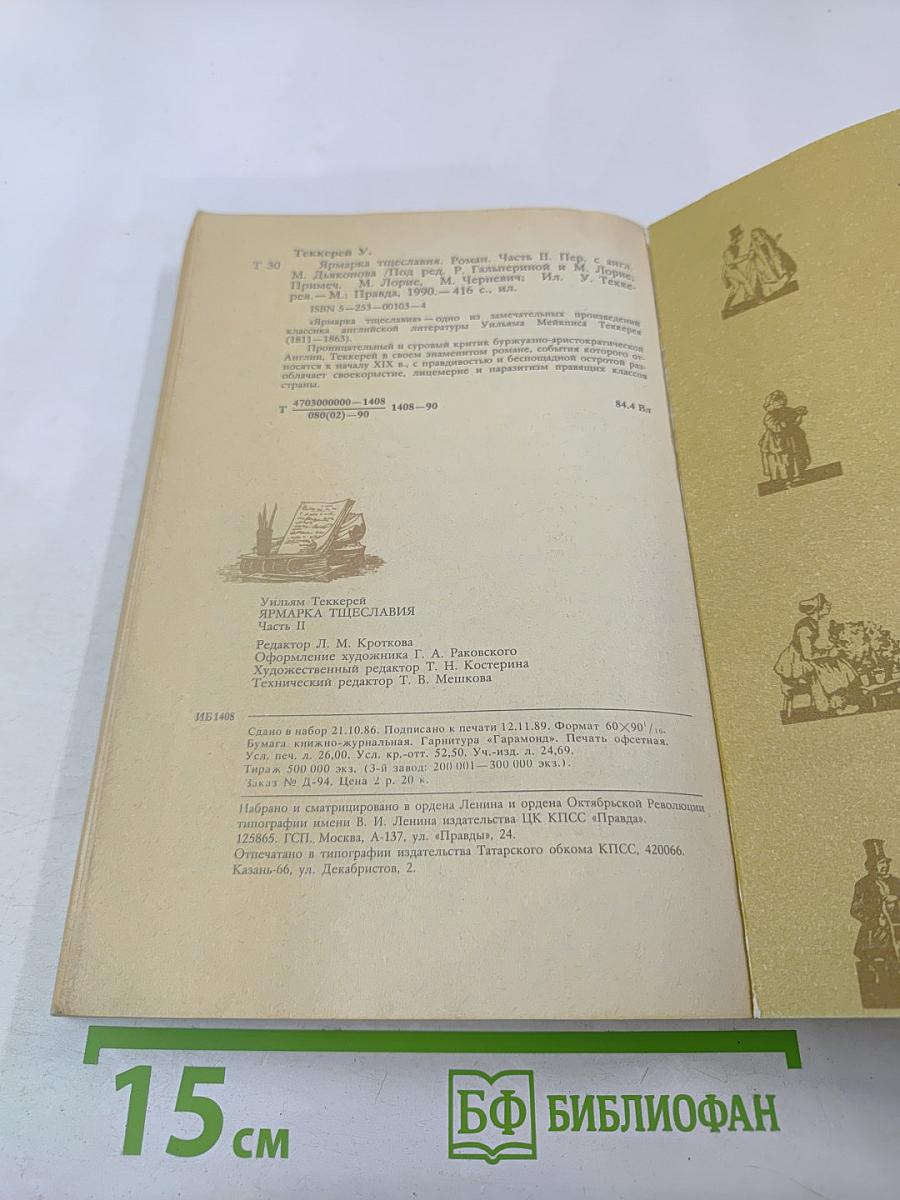 Теккерей У.
Т 30 Ярмарка тщеславия. Роман. Часть II. Пер. с англ.
М. Дьяконова /Под ред. Р. Гальпериной и М. Лорие;
Примеч. М. Лорие, М. Черневич; Ил. У. Текке-
рея.— М.: Правда, 1990.— 416 с., ил.
ISBN 5—253—00103—4
«Ярмарка тщеславия» — одно из замечательных произведений
классика английской литературы Уильяма Мейкписа Теккерея
(1811—1863).
Проницательный и суровый критик буржуазно-аристократической
Англии, Теккерей в своем знаменитом романе, события которого от-
носятся к началу XIX в., с правдивостью и беспощадной остротой раз-
облачает своекорыстие, лицемерие и паразитизм правящих классов
страны.
Т 4703000000—1408 1408—90 84.4 Вл
080(02)—90
Уильям Теккерей
ЯРМАРКА ТЩЕСЛАВИЯ
Часть II
Редактор Л. М. Кроткова
Оформление художника Г. А. Раковского
Художественный редактор Т. Н. Костерина
Технический редактор Т. В. Мешкова
ИБ 1408
Сдано в набор 21.10.86. Подписано к печати 12.11.89. Формат 60×90¹/₁₆.
Бумага книжно-журнальная. Гарнитура «Гарамонд». Печать офсетная.
Усл. печ. л. 26,00. Усл. кр.-отт. 52,50. Уч.-изд. л. 24,69.
Тираж 500 000 экз. (3-й завод: 200 001—300 000 экз.).
Заказ № Д-94. Цена 2 р. 20 к.
Набрано и сматрицировано в ордена Ленина и ордена Октябрьской Революции
типографии имени В. И. Ленина издательства ЦК КПСС «Правда».
125865. ГСП. Москва, А-137, ул. «Правды», 24.
Отпечатано в типографии издательства Татарского обкома КПСС, 420066.
Казань-66, ул. Декабристов, 2.
15 см БФ БИБЛИОФАН